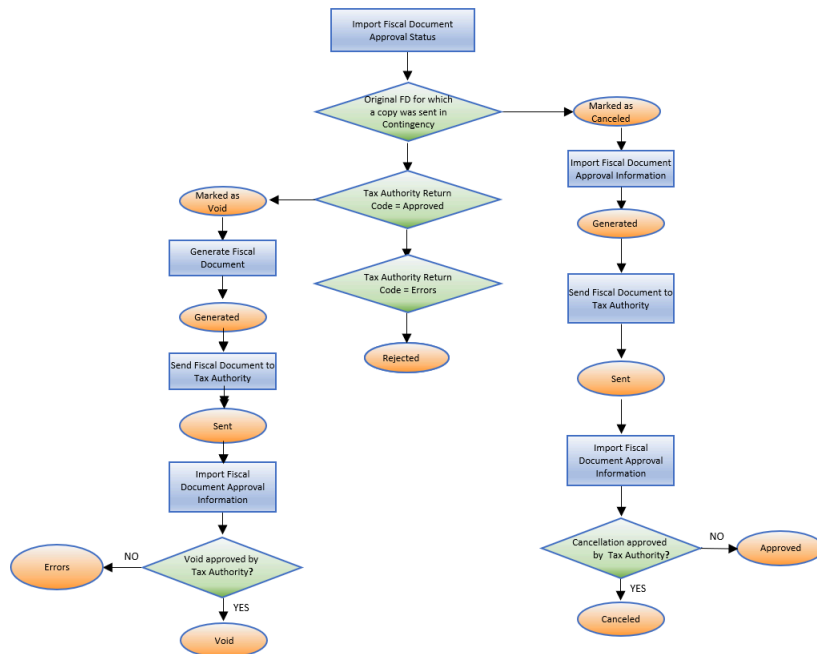 Import Fiscal Document
Approval Status
Original FD for which
a copy was sent in
Contingency
Marked as
Canceled
Import Fiscal Document
Approval Information
Generated
Send Fiscal Document to
Tax Authority
Sent
Import Fiscal
Document Approval
Information
Cancellation approved
by Tax Authority?
NO
Approved
YES
Canceled
Tax Authority Return
Code = Approved
Tax Authority Return
Code = Errors
Rejected
Marked as
Void
Generate Fiscal
Document
Generated
Send Fiscal Document to
Tax Authority
Sent
Import Fiscal
Document Approval
Information
Void approved by
Tax Authority?
NO
Errors
YES
Void